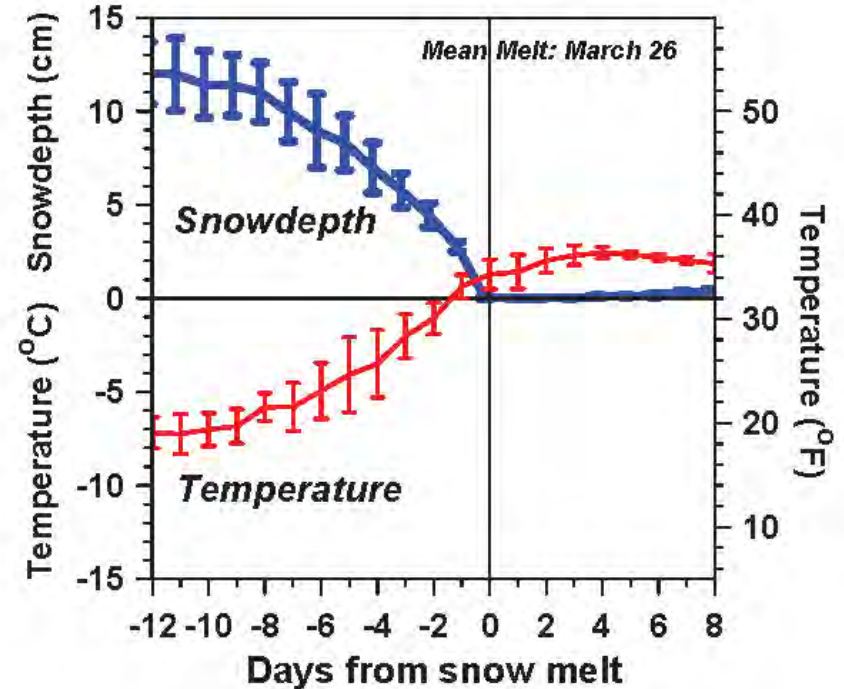 Mean Melt: March 26
Snowdepth (cm)
Temperature (°C)
15
10
5
0
-5
-10
-15
Snowdepth
Temperature
50
40
30
20
10
Temperature (°F)
-12 -10 -8 -6 -4 -2 0 2 4 6 8
Days from snow melt